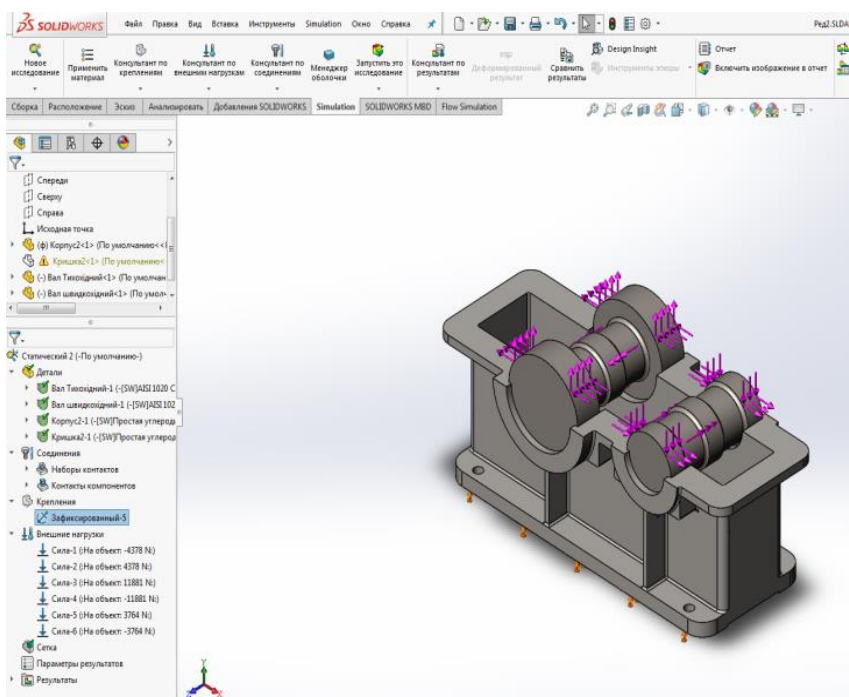 SOLIDWORKS Файл Правка Вид Вставка Инструменты Simulation Окно Справка Ред2.SLDA
Новое исследование
Применить материал
Консультант по креплениям
Консультант по внешним нагрузкам
Консультант по соединениям
Менеджер оболочки
Запустить это исследование
Консультант по результатам
Деформированный результат
Сравнить результаты
Design Insight
Инструменты эпюры
Отчет
Включить изображение в отчет
Сборка Расположение Эскиз Анализировать Добавления SOLIDWORKS Simulation SOLIDWORKS MBD Flow Simulation
Спереди
Сверху
Справа
Исходная точка
(ф) Корпус2<1> (По умолчанию<<
Кришка2<1> (По умолчанию<
(-) Вал Тихохідний<1> (По умолчан
(-) Вал швидкохідний<1> (По умолч
Статический 2 (-По умолчанию-)
Детали
Вал Тихохідний-1 (-[SW]AISI 1020 С
Вал швидкохідний-1 (-[SW]AISI 102
Корпус2-1 (-[SW]Простая углерод
Кришка2-1 (-[SW]Простая углерод
Соединения
Наборы контактов
Контакты компонентов
Крепления
Зафиксированный-5
Внешние нагрузки
Сила-1 (:На объект: -4378 N:)
Сила-2 (:На объект: 4378 N:)
Сила-3 (:На объект: 11881 N:)
Сила-4 (:На объект: -11881 N:)
Сила-5 (:На объект: 3764 N:)
Сила-6 (:На объект: -3764 N:)
Сетка
Параметры результатов
Результаты
Y